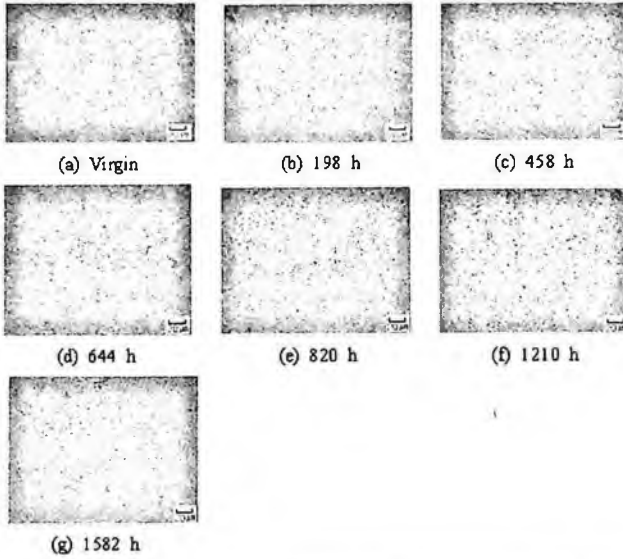 (a) Virgin
(b) 198 h
(c) 458 h
(d) 644 h
(e) 820 h
(f) 1210 h
(g) 1582 h